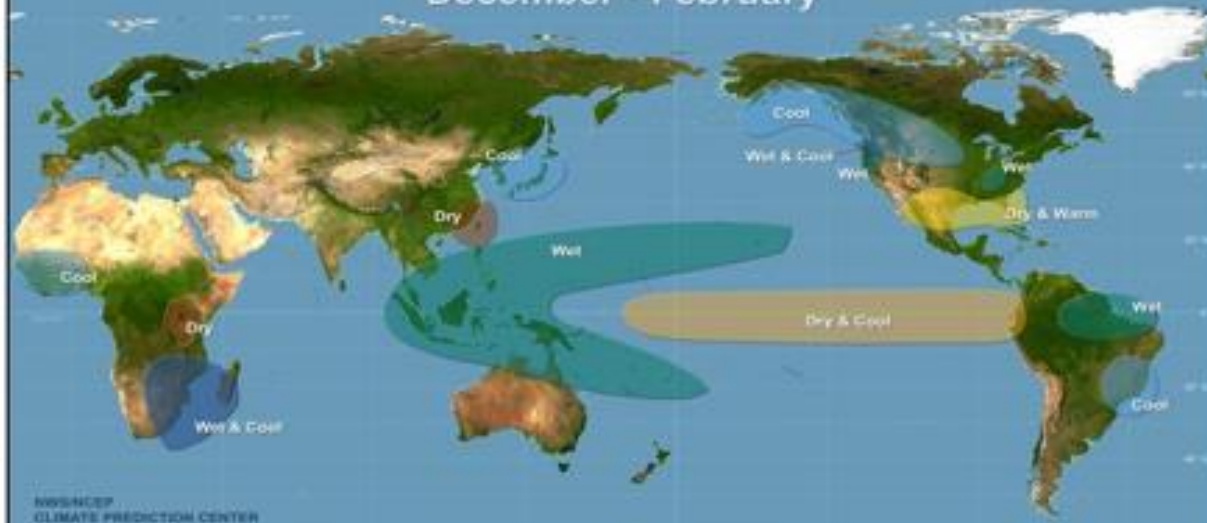 December - February
Cool
Cool
Wet & Cool
Wet
Wet
Dry
Dry & Warm
Wet
Cool
Wet
Dry & Cool
Dry
Cool
Wet & Cool
NWS/NCEP
CLIMATE PREDICTION CENTER